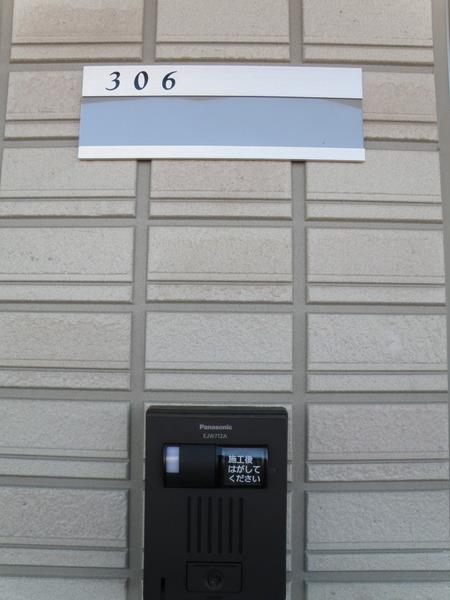 306
Panasonic
EJW712A
施工後
はがして
ください